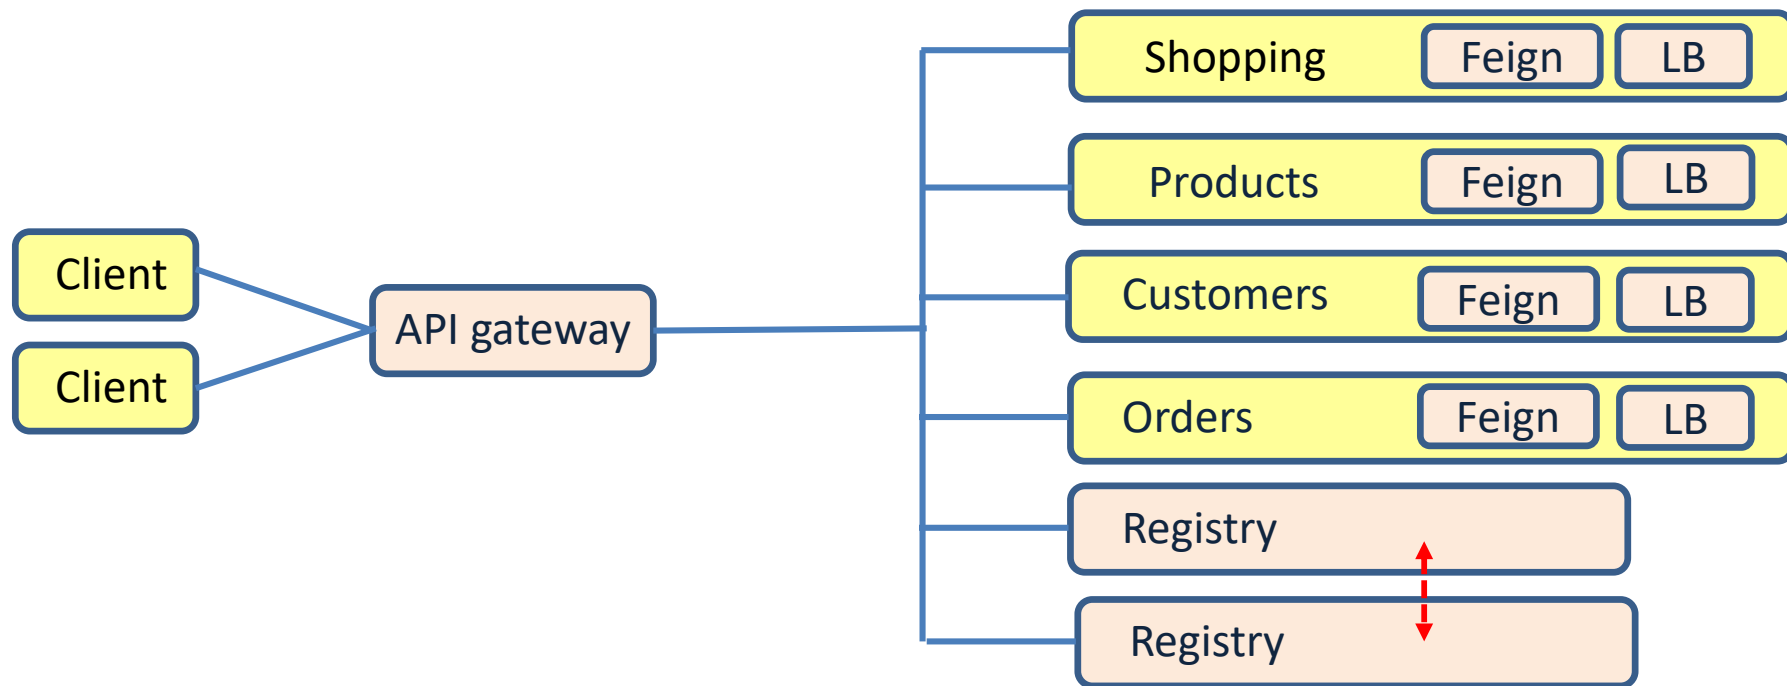 Shopping Feign LB
Products Feign LB
Client
Customers Feign LB
API gateway
Client
Orders Feign LB
Registry
Registry